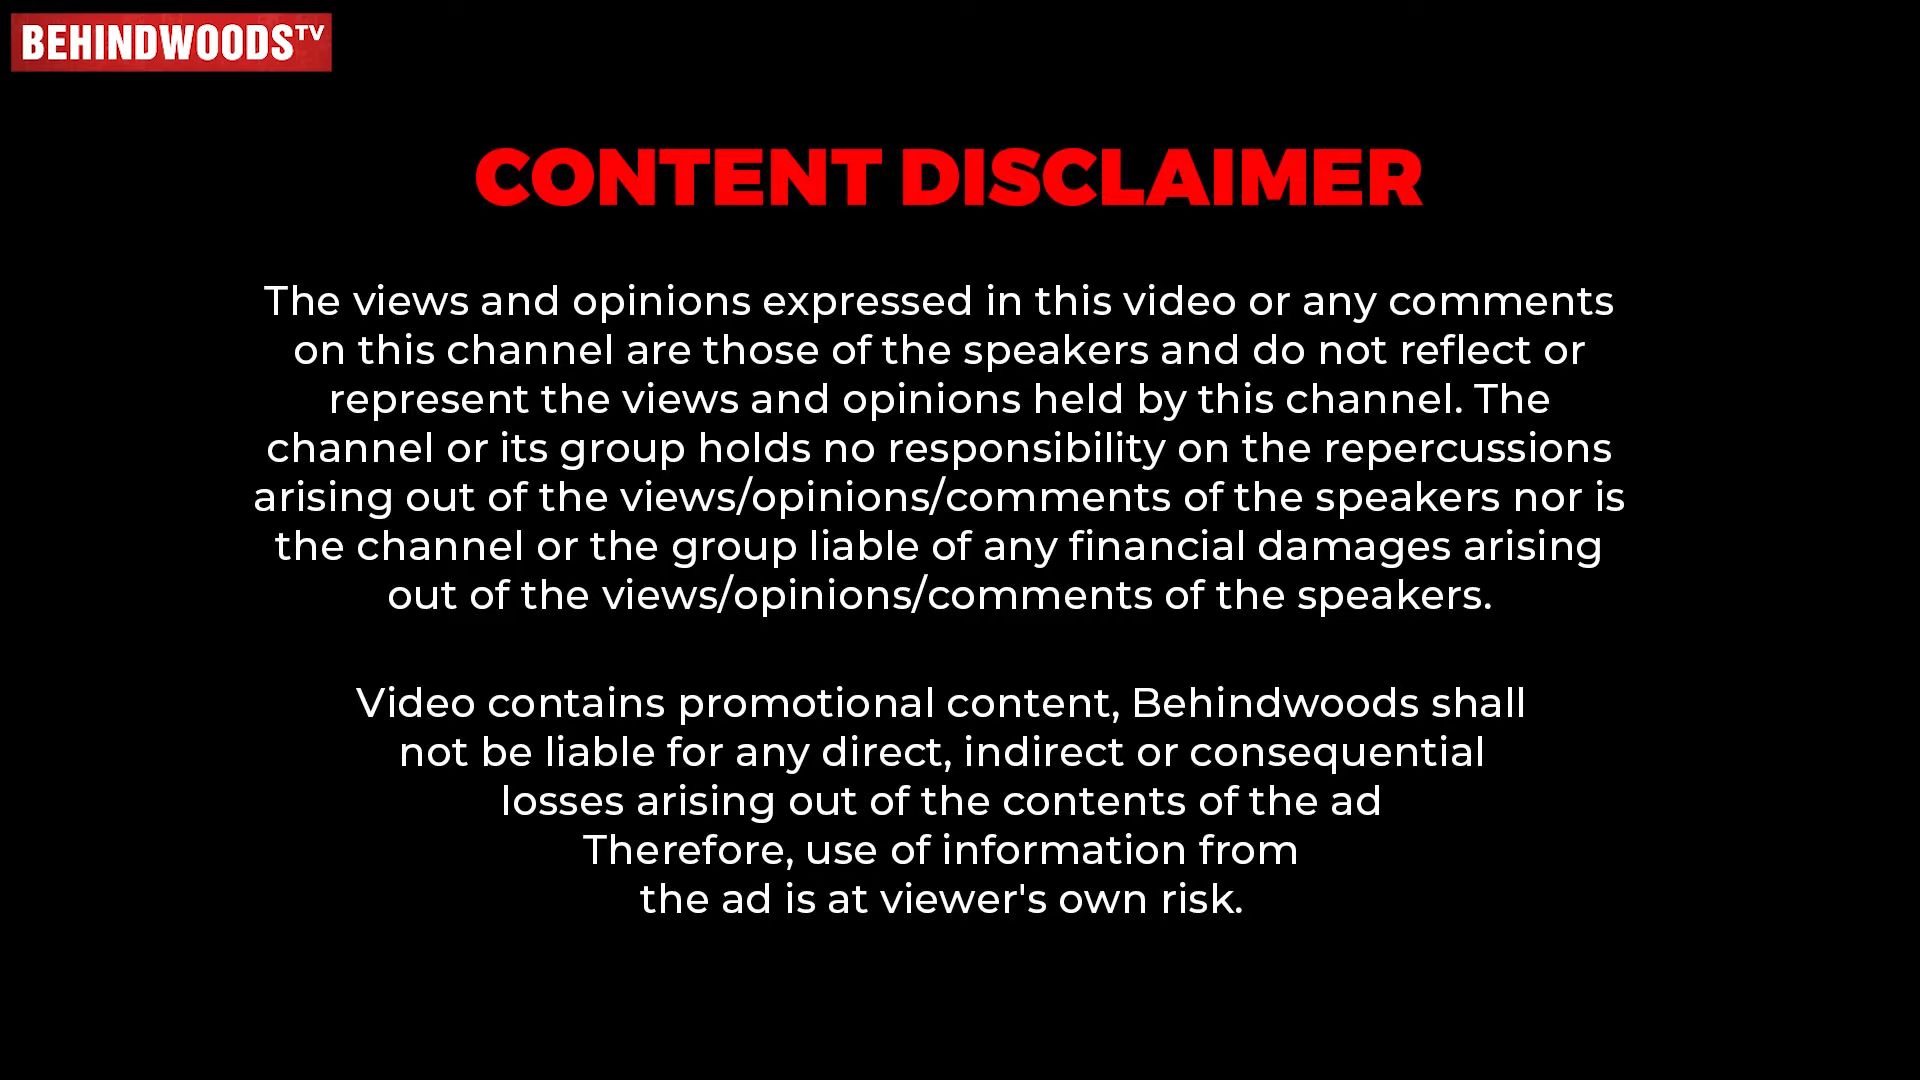 BEHINDWOODS TV
CONTENT DISCLAIMER
The views and opinions expressed in this video or any comments
on this channel are those of the speakers and do not reflect or
represent the views and opinions held by this channel. The
channel or its group holds no responsibility on the repercussions
arising out of the views/opinions/comments of the speakers nor is
the channel or the group liable of any financial damages arising
out of the views/opinions/comments of the speakers.
Video contains promotional content, Behindwoods shall
not be liable for any direct, indirect or consequential
losses arising out of the contents of the ad
Therefore, use of information from
the ad is at viewer's own risk.